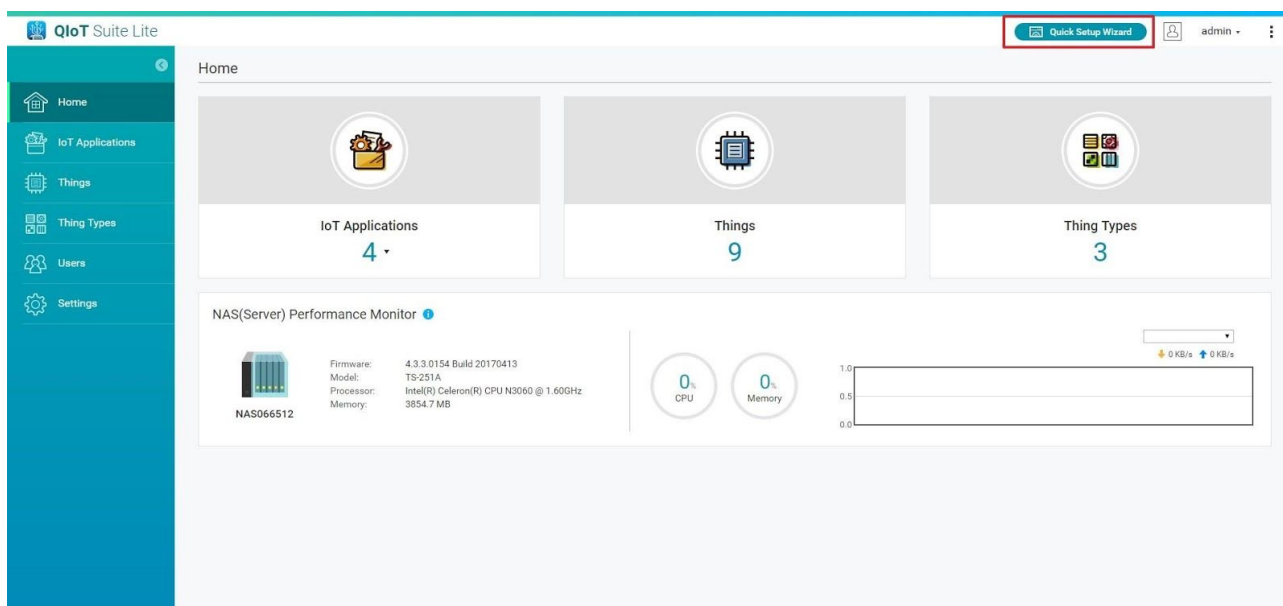 QIoT Suite Lite
Quick Setup Wizard
admin
Home
Home
IoT Applications
Things
Thing Types
Users
Settings
IoT Applications
4
Things
9
Thing Types
3
NAS(Server) Performance Monitor
NAS066512
Firmware: 4.3.3.0154 Build 20170413
Model: TS-251A
Processor: Intel(R) Celeron(R) CPU N3060 @ 1.60GHz
Memory: 3854.7 MB
0%
CPU
0%
Memory
0 KB/s 0 KB/s
1.0
0.5
0.0